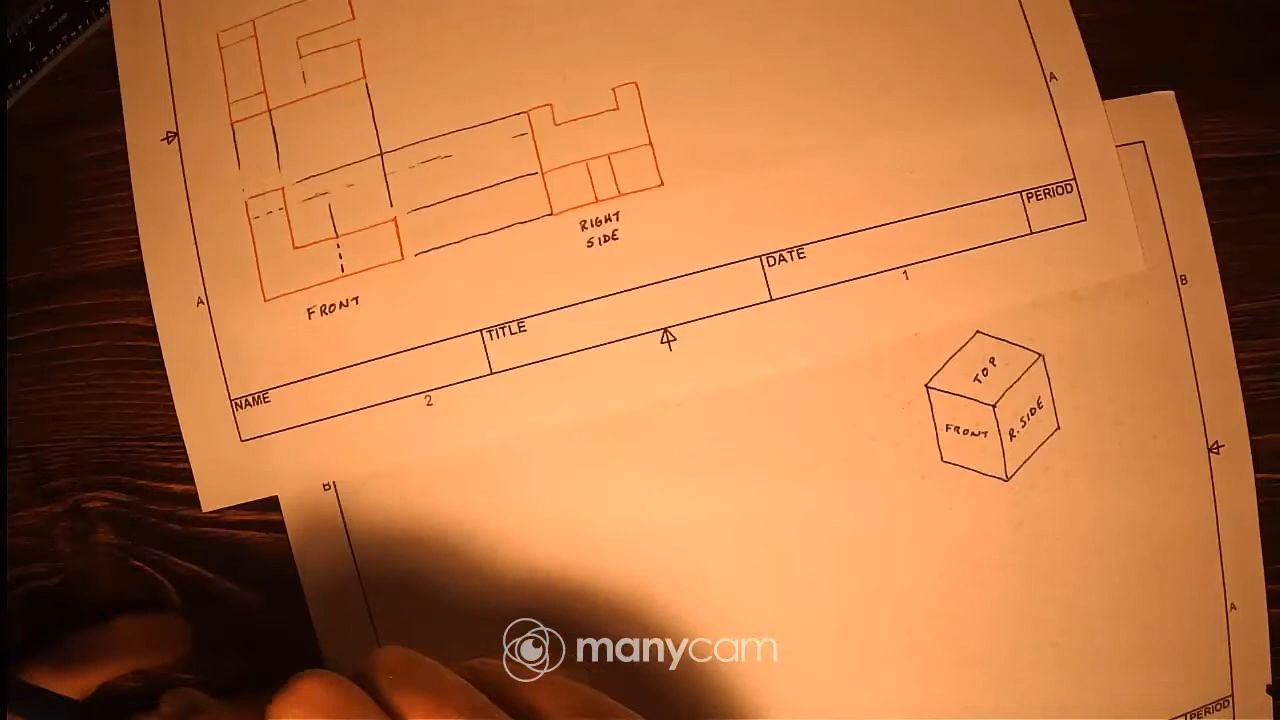 A
RIGHT
SIDE
PERIOD
A
FRONT
DATE
1
TITLE
NAME
2
B
TOP
FRONT
R. SIDE
B
A
PERIOD
manycam